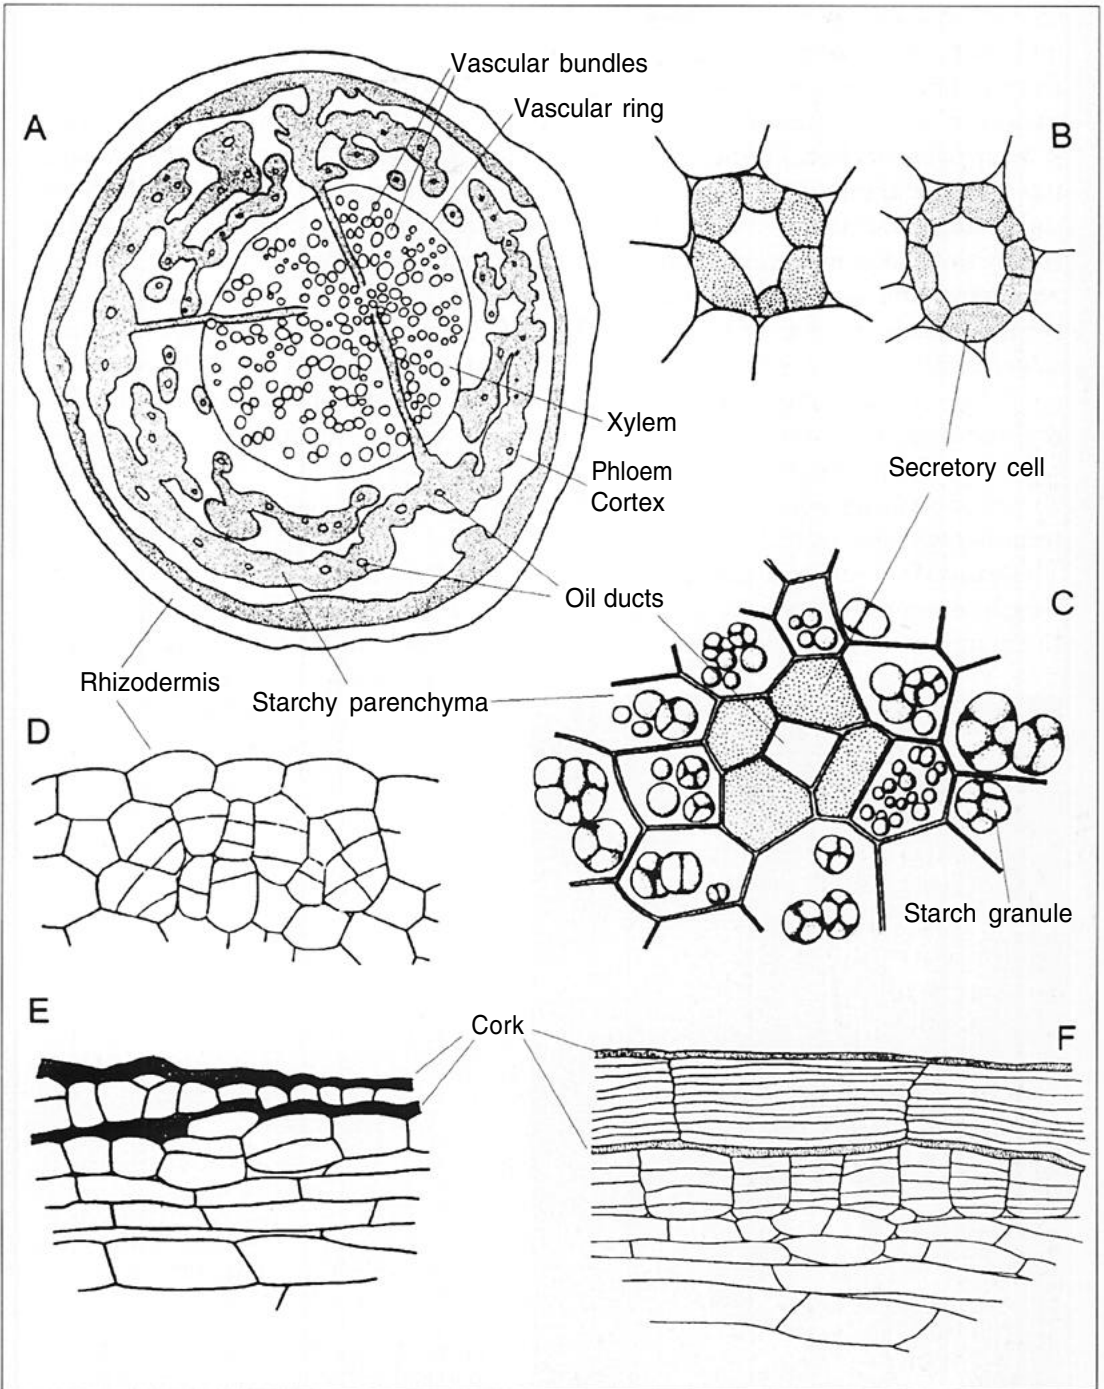 Vascular bundles
Vascular ring
A
B
Xylem
Phloem
Cortex
Secretory cell
Oil ducts
C
Rhizodermis
Starchy parenchyma
D
Starch granule
E
Cork
F